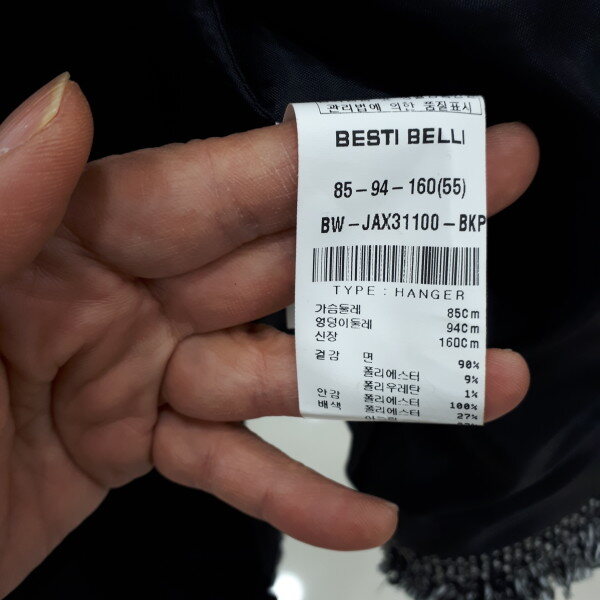 관리법에 의한 품질표시
BESTI BELLI
85-94-160(55)
BW-JAX31100-BKP
TYPE : HANGER
가슴둘레 85Cm
엉덩이둘레 94Cm
신장 160Cm
겉감 면 90%
폴리에스터 9%
폴리우레탄 1%
안감 폴리에스터 100%
배색 폴리에스터 27%